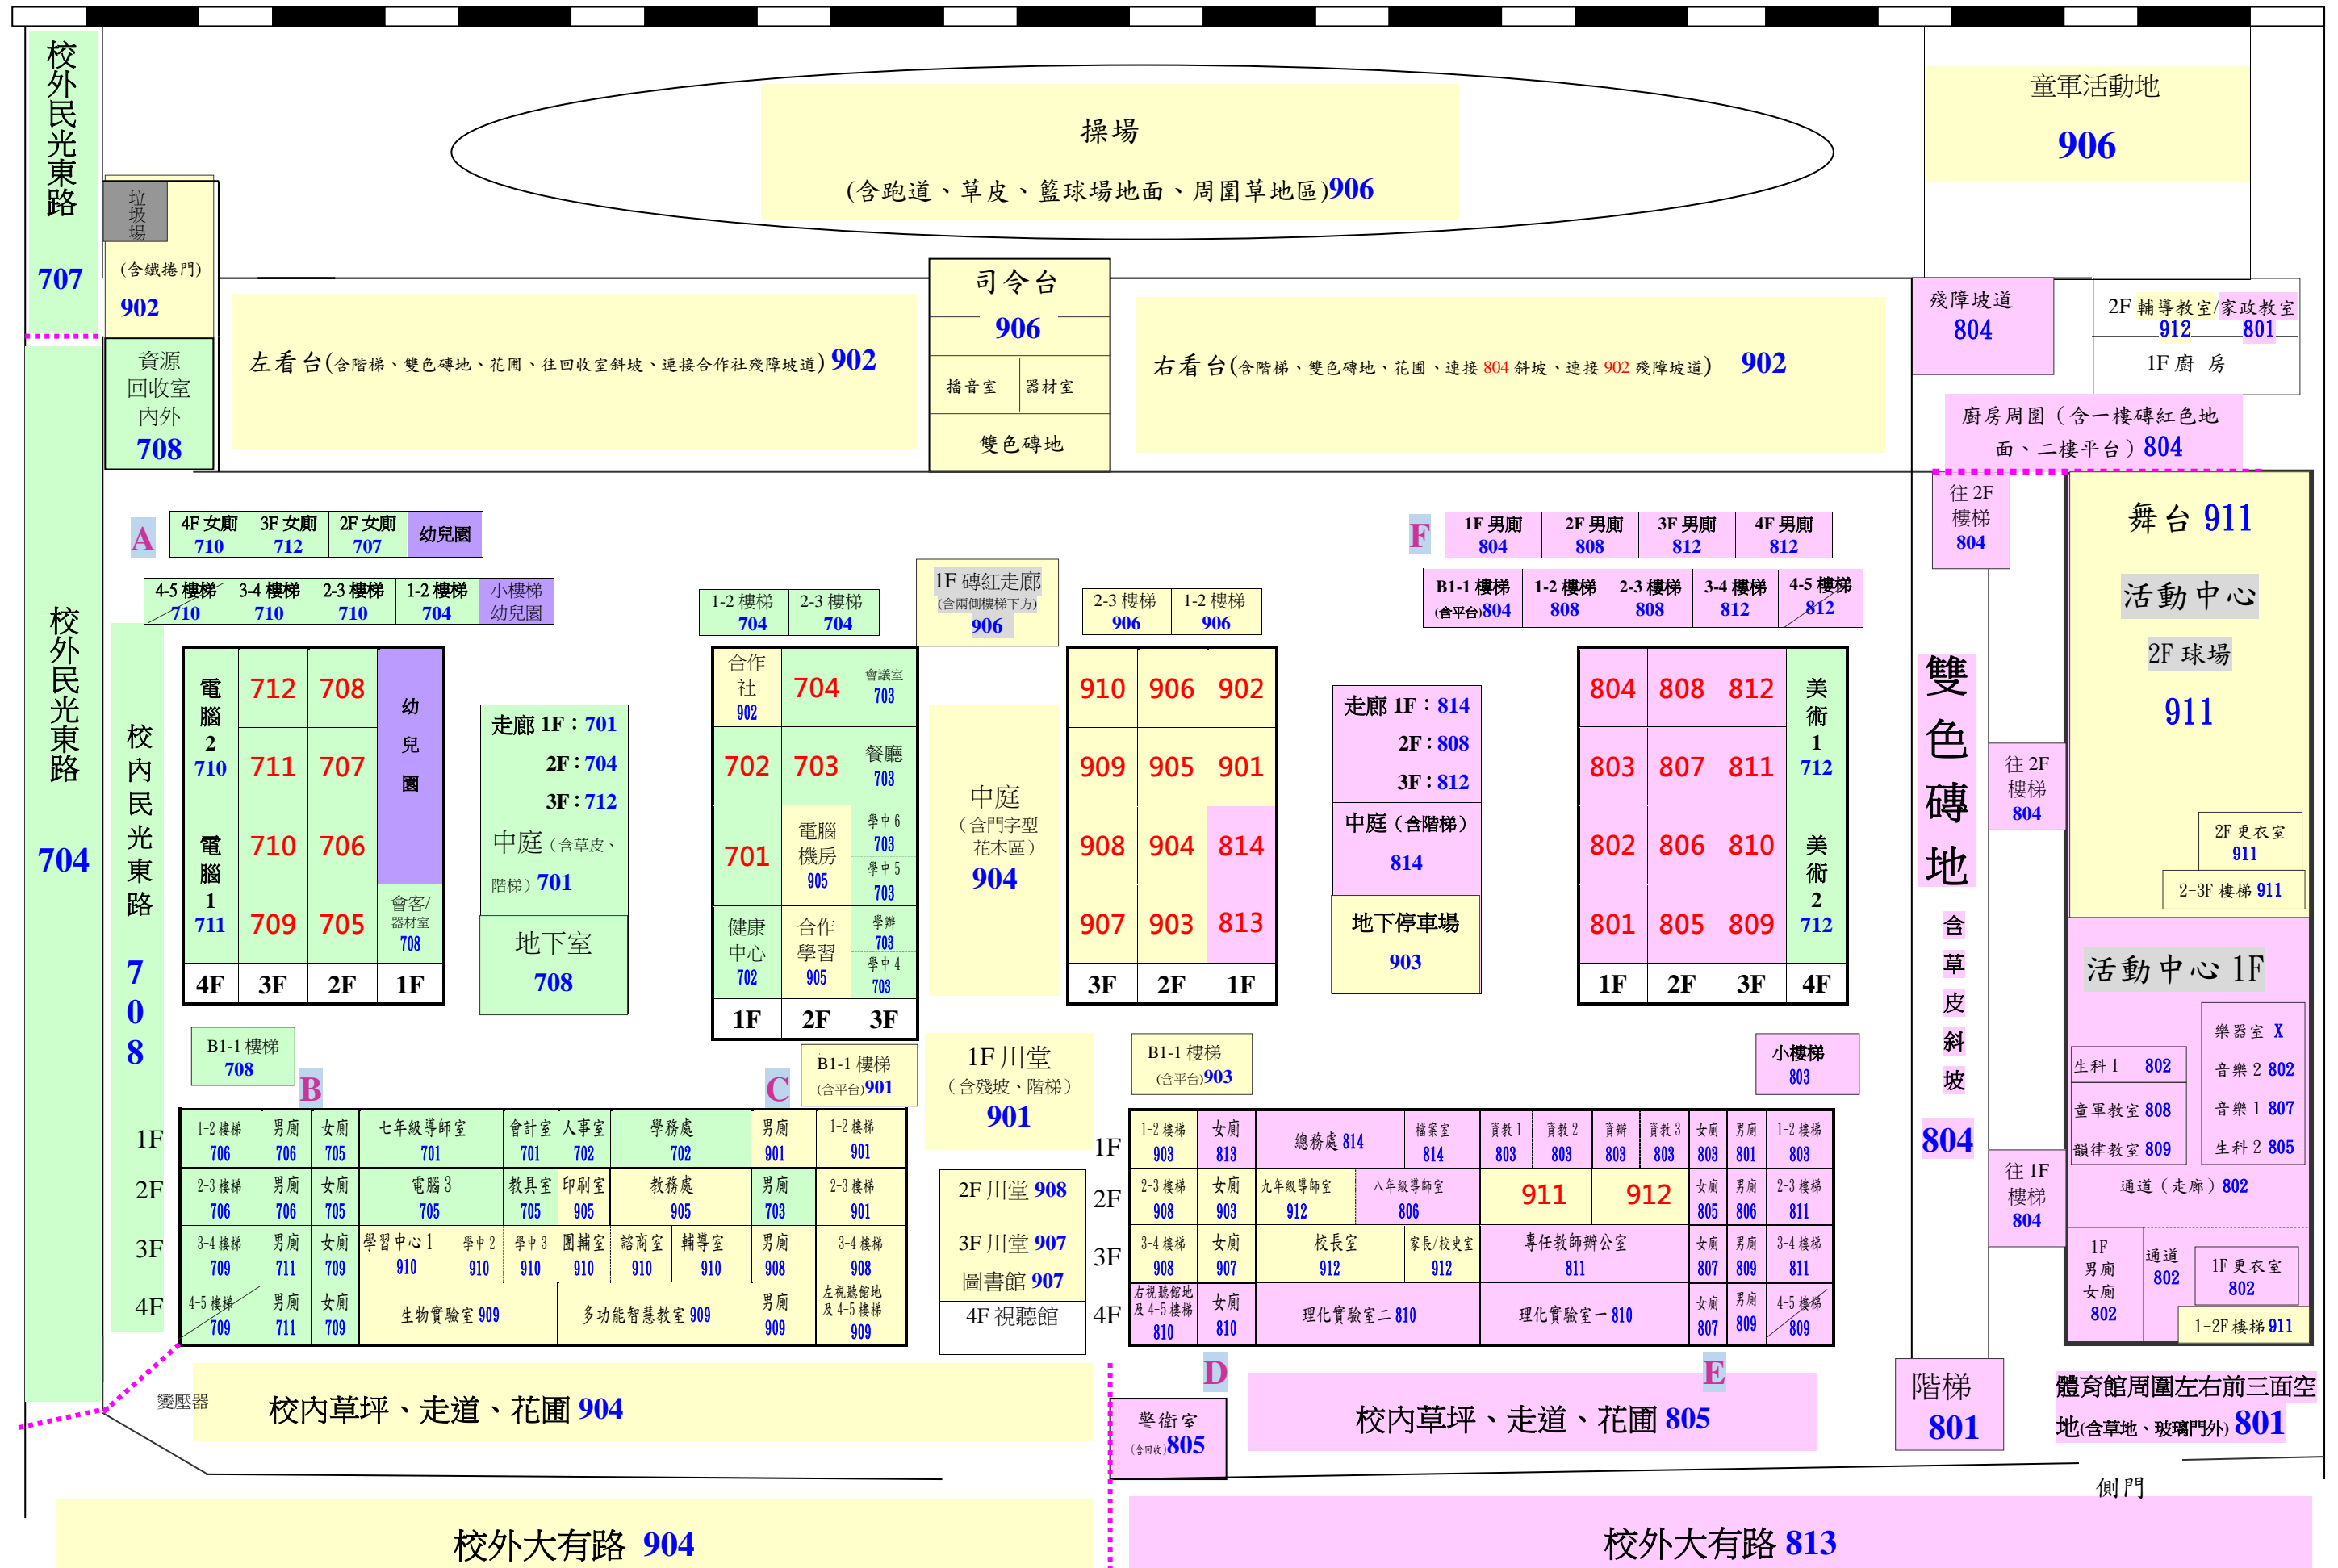 校外民光東路
707
垃圾場
(含鐵捲門)
902
資源
回收室
內外
708
操場
(含跑道、草皮、籃球場地面、周圍草地區)906
童軍活動地
906
左看台(含階梯、雙色磚地、花圃、往回收室斜坡、連接合作社殘障坡道) 902
司令台
906
播音室 器材室
雙色磚地
右看台(含階梯、雙色磚地、花圃、連接 804 斜坡、連接 902 殘障坡道) 902
殘障坡道
804
2F 輔導教室/家政教室
912 801
1F 廚 房
廚房周圍（含一樓磚紅色地
面、二樓平台）804
校外民光東路
704
校內民光東路
708
A
4F 女廁 3F 女廁 2F 女廁 幼兒園
710 712 707
4-5 樓梯 3-4 樓梯 2-3 樓梯 1-2 樓梯 小樓梯
710 710 710 704 幼兒園
電腦2 710
電腦1 711
712 708
711 707
710 706
709 705
幼兒園
會客/
器材室
708
4F 3F 2F 1F
走廊 1F：701
2F：704
3F：712
中庭（含草皮、
階梯）701
地下室
708
1-2 樓梯 2-3 樓梯
704 704
合作
社
902
704
會議室
703
702 703
餐廳
703
701
電腦
機房
905
學中 6
703
學中 5
703
健康
中心
702
合作
學習
905
學辦
703
學中 4
703
1F 2F 3F
1F 磚紅走廊
(含兩側樓梯下方)
906
中庭
（含門字型
花木區）
904
2-3 樓梯 1-2 樓梯
906 906
910 906 902
909 905 901
908 904 814
907 903 813
3F 2F 1F
走廊 1F：814
2F：808
3F：812
中庭（含階梯）
814
地下停車場
903
F
1F 男廁 2F 男廁 3F 男廁 4F 男廁
804 808 812 812
B1-1 樓梯 1-2 樓梯 2-3 樓梯 3-4 樓梯 4-5 樓梯
(含平台)804 808 808 812 812
804 808 812
803 807 811
802 806 810
801 805 809
美術1 712
美術2 712
1F 2F 3F 4F
雙色磚地
含草皮斜坡
804
往 2F
樓梯
804
往 2F
樓梯
804
往 1F
樓梯
804
舞台 911
活動中心
2F 球場
911
2F 更衣室
911
2-3F 樓梯 911
活動中心 1F
樂器室 X
生科 1 802
音樂 2 802
童軍教室 808
音樂 1 807
韻律教室 809
生科 2 805
通道（走廊）802
1F
男廁
女廁
802
通道
802
1F 更衣室
802
1-2F 樓梯 911
B1-1 樓梯
708
B
C
B1-1 樓梯
(含平台)901
1F 川堂
（含殘坡、階梯）
901
B1-1 樓梯
(含平台)903
小樓梯
803
1F
1-2 樓梯 男廁 女廁 七年級導師室 會計室 人事室 學務處 男廁 1-2 樓梯
706 706 705 701 701 702 702 901 901
2F
2-3 樓梯 男廁 女廁 電腦 3 教具室 印刷室 教務處 男廁 2-3 樓梯
706 706 705 705 705 905 905 703 901
3F
3-4 樓梯 男廁 女廁 學習中心 1 學中 2 學中 3 團輔室 諮商室 輔導室 男廁 3-4 樓梯
709 711 709 910 910 910 910 910 910 908 908
4F
4-5 樓梯 男廁 女廁 生物實驗室 909 多功能智慧教室 909 男廁 左視聽館地
及 4-5 樓梯
709 711 709 909 909
2F 川堂 908
3F 川堂 907
圖書館 907
4F 視聽館
1F
1-2 樓梯 女廁 總務處 814 檔案室 資教 1 資教 2 資辦 資教 3 女廁 男廁 1-2 樓梯
903 813 814 803 803 803 803 803 801 803
2F
2-3 樓梯 女廁 九年級導師室 八年級導師室 911 912 女廁 男廁 2-3 樓梯
908 903 912 806 805 806 811
3F
3-4 樓梯 女廁 校長室 家長/校史室 專任教師辦公室 女廁 男廁 3-4 樓梯
908 907 912 912 811 807 809 811
4F
右視聽館地
及 4-5 樓梯 女廁 理化實驗室二 810 理化實驗室一 810 女廁 男廁 4-5 樓梯
810 810 807 809 809
D
E
變壓器
校內草坪、走道、花圃 904
警衛室
(含回收)805
校內草坪、走道、花圃 805
階梯
801
體育館周圍左右前三面空
地(含草地、玻璃門外) 801
側門
校外大有路 904
校外大有路 813